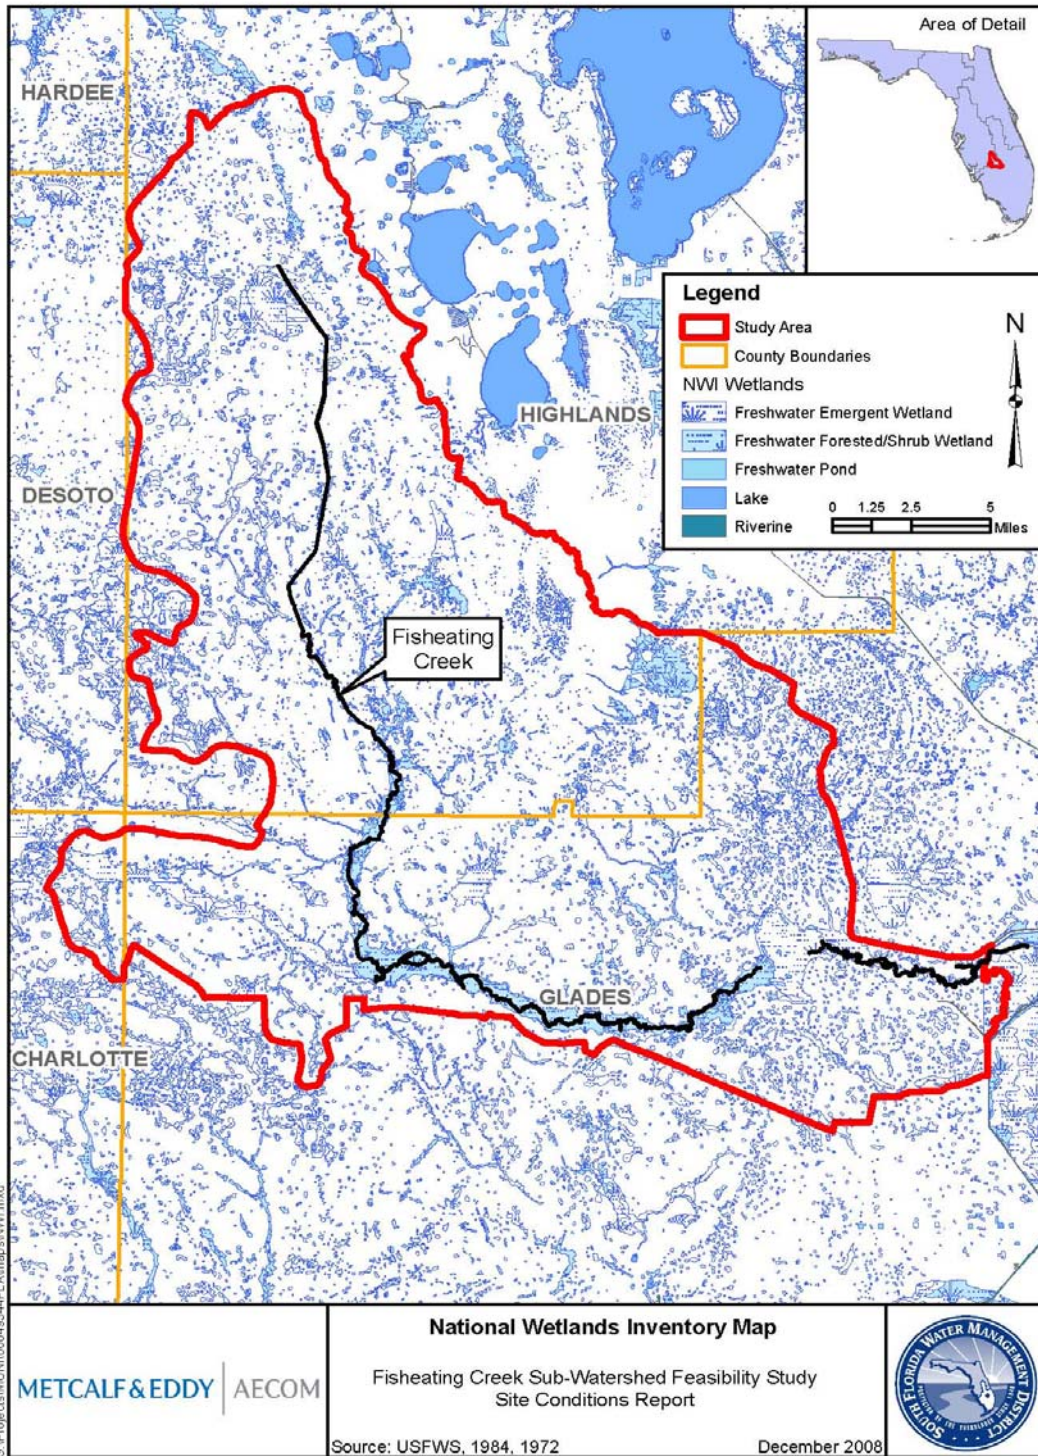 Area of Detail
HARDEE
Legend
Study Area
County Boundaries
NWI Wetlands
Freshwater Emergent Wetland
Freshwater Forested/Shrub Wetland
Freshwater Pond
Lake
Riverine
N
0 1.25 2.5 5
Miles
HIGHLANDS
DESOTO
Fisheating
Creek
GLADES
CHARLOTTE
METCALF & EDDY | AECOM
National Wetlands Inventory Map
Fisheating Creek Sub-Watershed Feasibility Study
Site Conditions Report
Source: USFWS, 1984, 1972
December 2008
SOUTH FLORIDA WATER MANAGEMENT DISTRICT